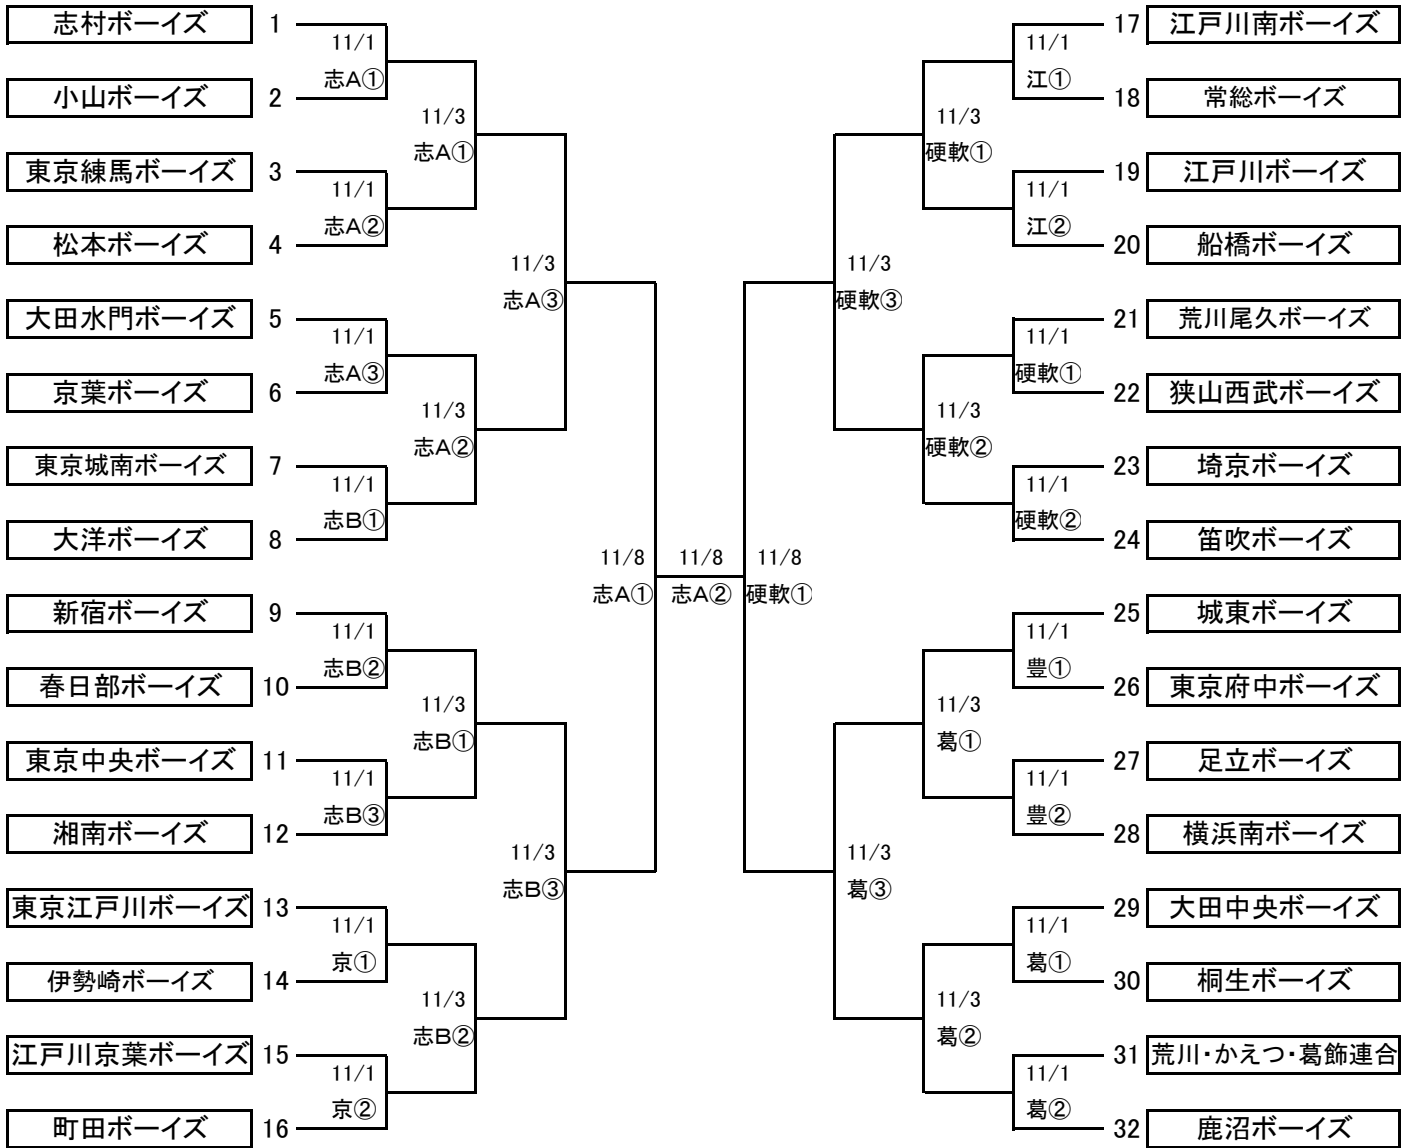 志村ボーイズ 1
11/1
志A①
小山ボーイズ 2
11/3
志A①
東京練馬ボーイズ 3
11/1
志A②
松本ボーイズ 4
11/3
志A③
大田水門ボーイズ 5
11/1
志A③
京葉ボーイズ 6
11/3
志A②
東京城南ボーイズ 7
11/1
志B①
大洋ボーイズ 8
11/8
志A①
新宿ボーイズ 9
11/1
志B②
春日部ボーイズ 10
11/3
志B①
東京中央ボーイズ 11
11/1
志B③
湘南ボーイズ 12
11/3
志B③
東京江戸川ボーイズ 13
11/1
京①
伊勢崎ボーイズ 14
11/3
志B②
江戸川京葉ボーイズ 15
11/1
京②
町田ボーイズ 16
11/8
志A②
17 江戸川南ボーイズ
11/1
江①
18 常総ボーイズ
11/3
硬軟①
19 江戸川ボーイズ
11/1
江②
20 船橋ボーイズ
11/3
硬軟③
21 荒川尾久ボーイズ
11/1
硬軟①
22 狭山西武ボーイズ
11/3
硬軟②
23 埼京ボーイズ
11/1
硬軟②
24 笛吹ボーイズ
11/8
硬軟①
25 城東ボーイズ
11/1
豊①
26 東京府中ボーイズ
11/3
葛①
27 足立ボーイズ
11/1
豊②
28 横浜南ボーイズ
11/3
葛③
29 大田中央ボーイズ
11/1
葛①
30 桐生ボーイズ
11/3
葛②
31 荒川・かえつ・葛飾連合
11/1
葛②
32 鹿沼ボーイズ